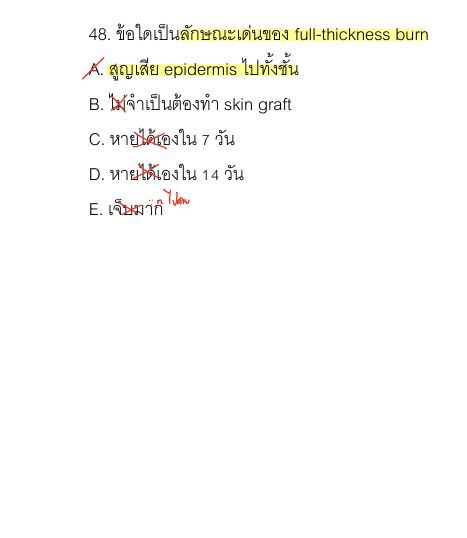 48. ข้อใดเป็นลักษณะเด่นของ full-thickness burn
A. สูญเสีย epidermis ไปทั้งชั้น
B. ไม่จำเป็นต้องทำ skin graft
C. หายได้เองใน 7 วัน
D. หายได้เองใน 14 วัน
E. เจ็บมาก